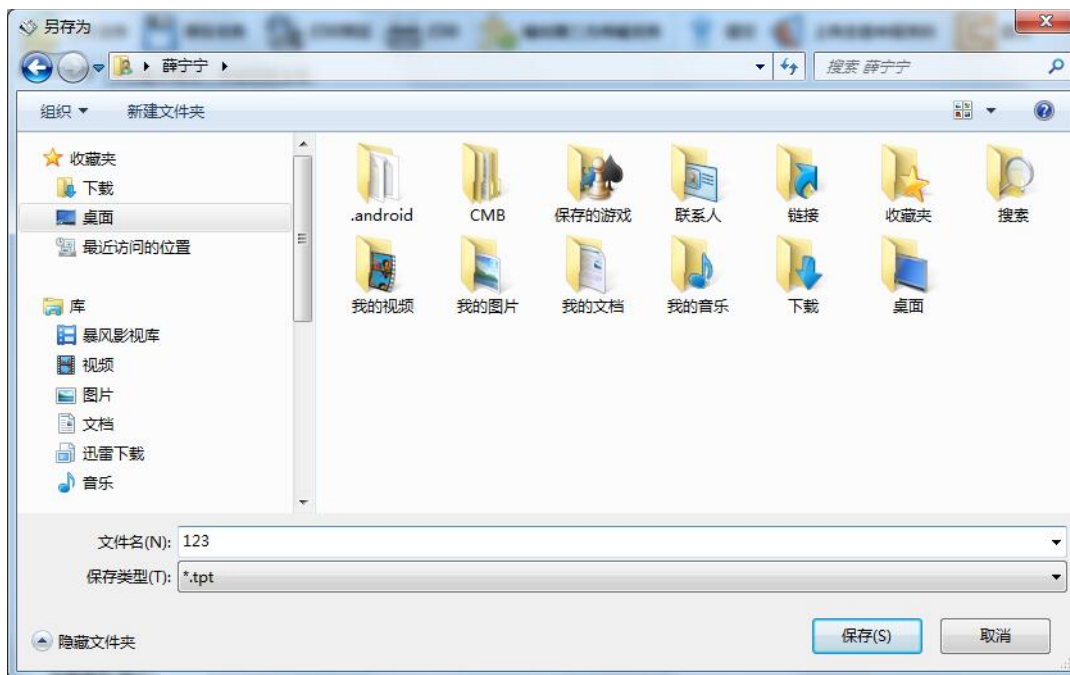 另存为
薛宁宁
搜索 薛宁宁
组织
新建文件夹
收藏夹
下载
桌面
最近访问的位置
库
暴风影视库
视频
图片
文档
迅雷下载
音乐
.android
CMB
保存的游戏
联系人
链接
收藏夹
搜索
我的视频
我的图片
我的文档
我的音乐
下载
桌面
文件名(N): 123
保存类型(T): *.tpt
隐藏文件夹
保存(S)
取消